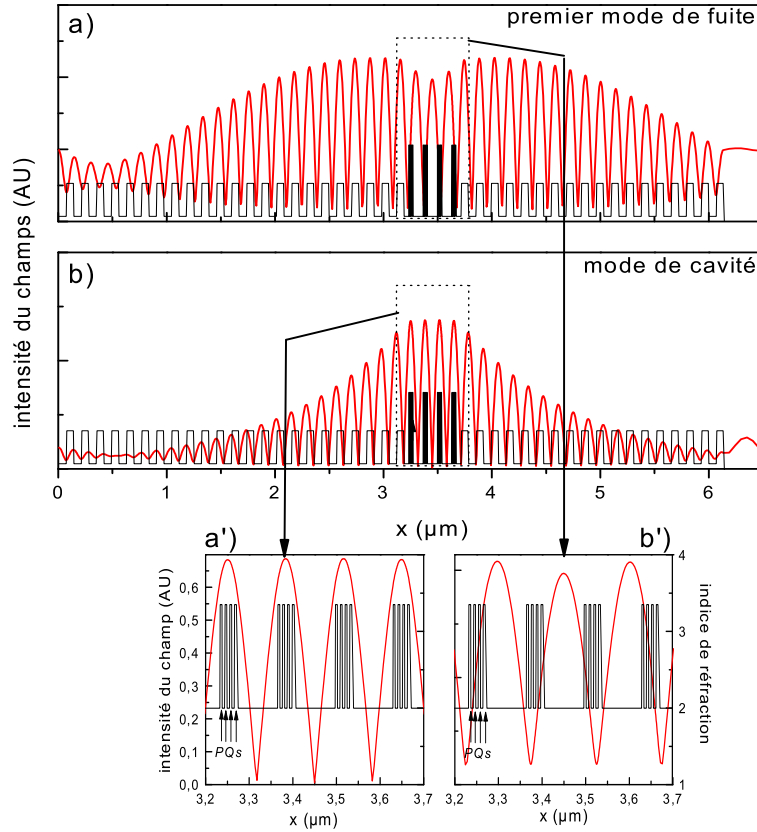 a)
premier mode de fuite
intensité du champs (AU)
b)
mode de cavité
0 1 2 3 4 5 6
x (µm)
a')
b')
intensité du champ (AU)
0,7
0,6
0,5
0,4
0,3
0,2
0,1
0,0
PQs
3,2 3,3 3,4 3,5 3,6 3,7
x (µm)
PQs
3,2 3,3 3,4 3,5 3,6 3,7
x (µm)
4
3
2
1
indice de réfraction